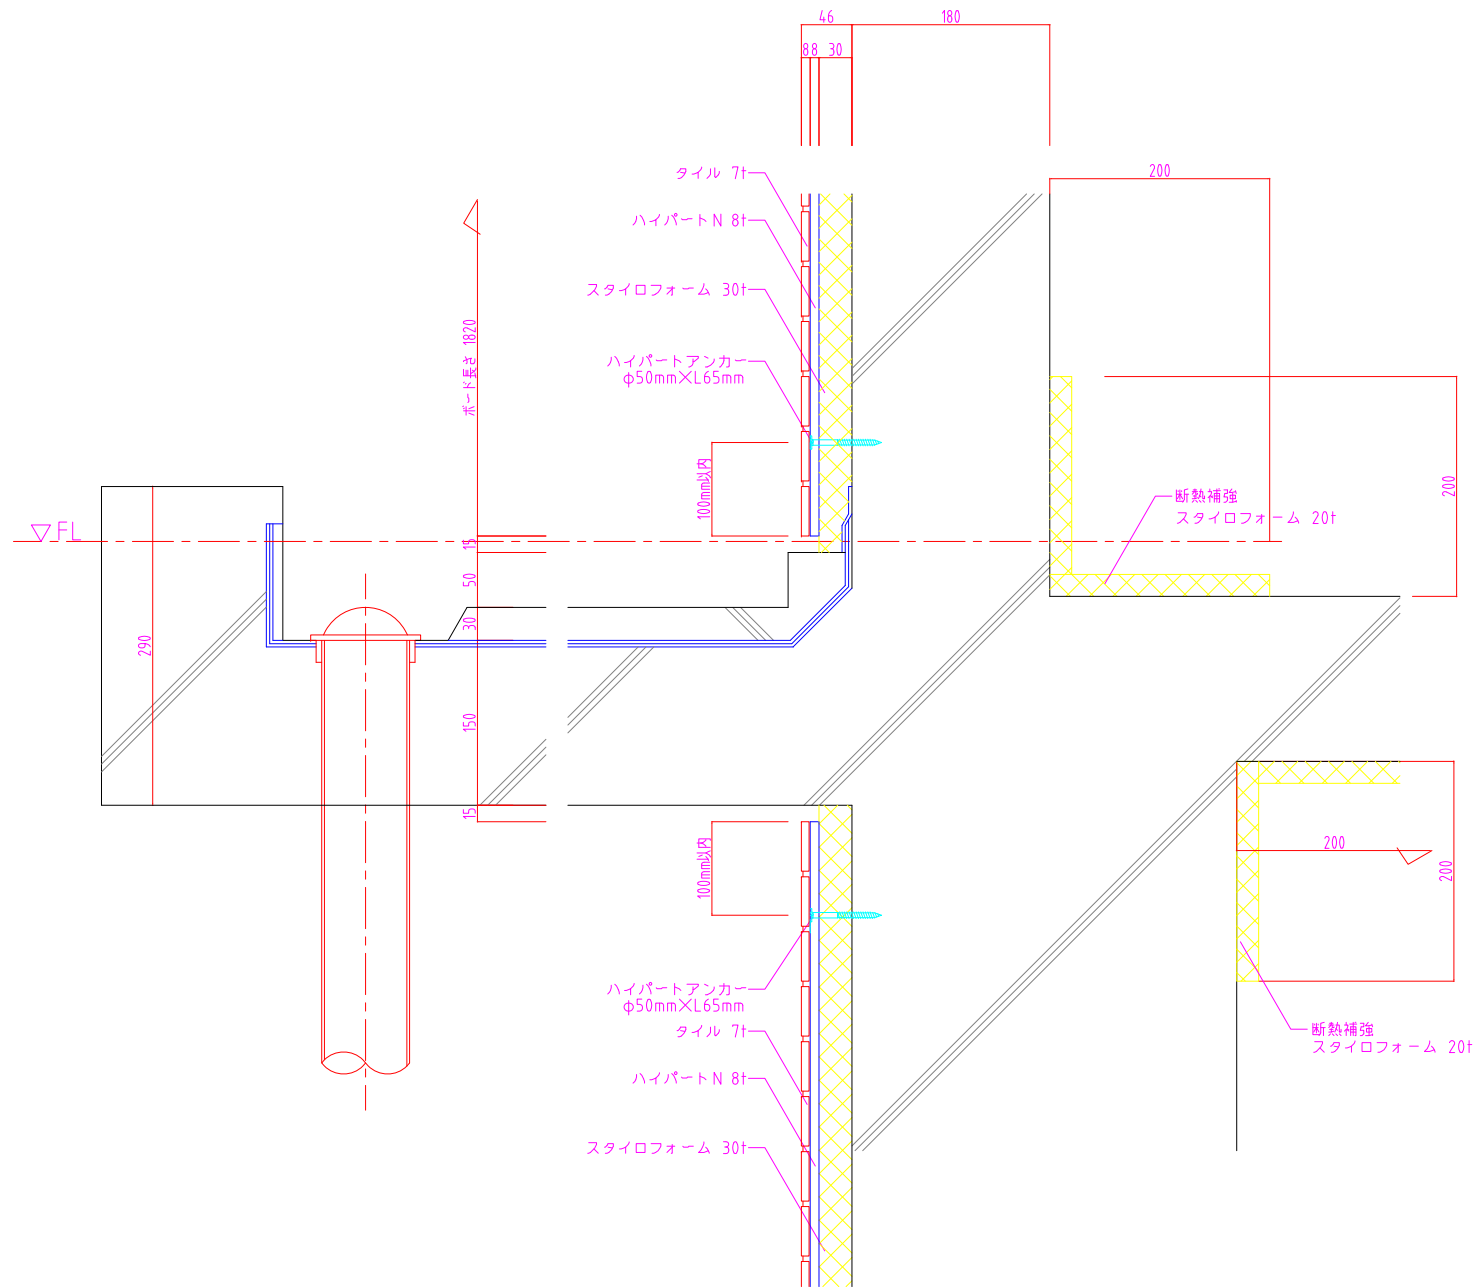 46
180
88 30
タイル 7t
200
ハイパートN 8t
スタイロフォーム 30t
ボード長さ 1820
ハイパートアンカー
φ50mm×L65mm
100mm以内
200
断熱補強
スタイロフォーム 20t
▽FL
15
50
30
290
150
15
100mm以内
200
200
ハイパートアンカー
φ50mm×L65mm
タイル 7t
断熱補強
スタイロフォーム 20t
ハイパートN 8t
スタイロフォーム 30t